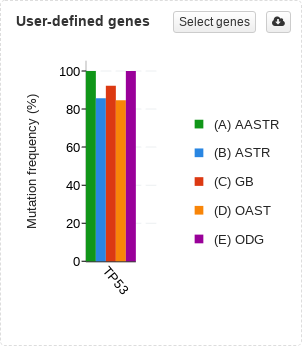 User-defined genes
Select genes
Mutation frequency (%)
100
80
60
40
20
0
TP53
(A) AASTR
(B) ASTR
(C) GB
(D) OAST
(E) ODG